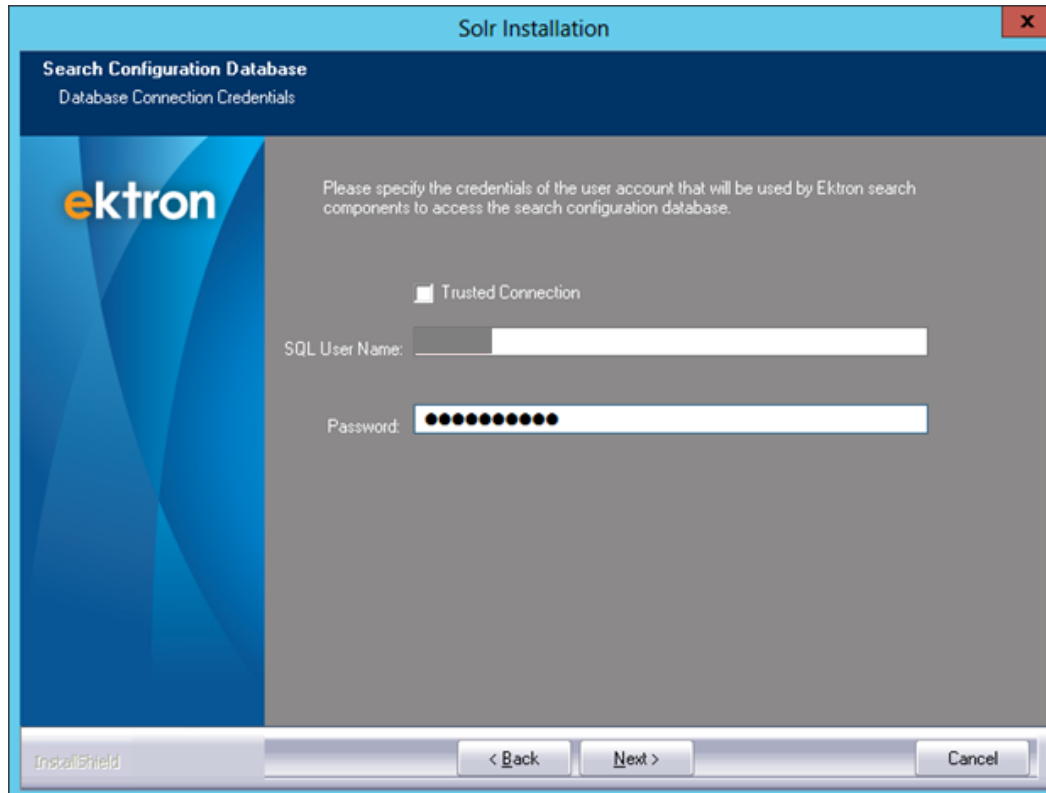 Solr Installation
x
Search Configuration Database
Database Connection Credentials
ektron
Please specify the credentials of the user account that will be used by Ektron search
components to access the search configuration database.
Trusted Connection
SQL User Name:
Password: ●●●●●●●●●●
InstallShield
< Back
Next >
Cancel